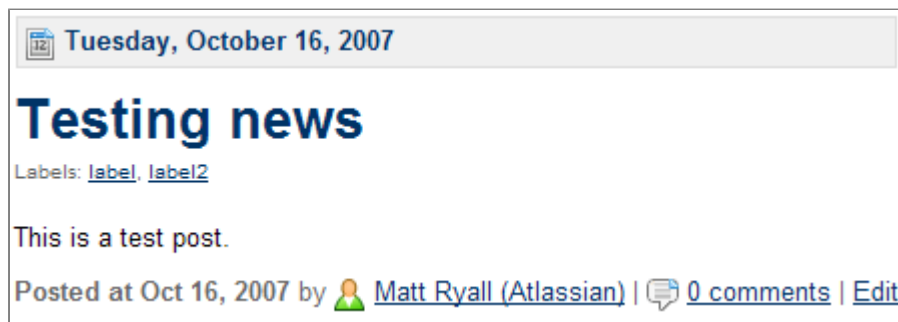 12 Tuesday, October 16, 2007
Testing news
Labels: label, label2
This is a test post.
Posted at Oct 16, 2007 by Matt Ryall (Atlassian) | 0 comments | Edit